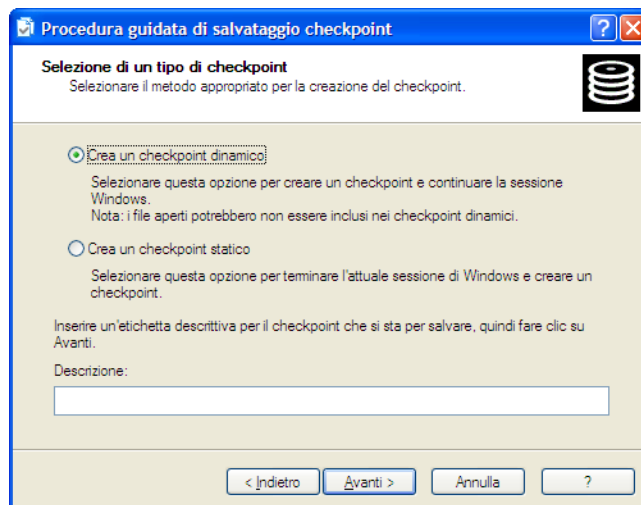 Procedura guidata di salvataggio checkpoint
Selezione di un tipo di checkpoint
Selezionare il metodo appropriato per la creazione del checkpoint.
Crea un checkpoint dinamico
Selezionare questa opzione per creare un checkpoint e continuare la sessione
Windows.
Nota: i file aperti potrebbero non essere inclusi nei checkpoint dinamici.
Crea un checkpoint statico
Selezionare questa opzione per terminare l'attuale sessione di Windows e creare un
checkpoint.
Inserire un'etichetta descrittiva per il checkpoint che si sta per salvare, quindi fare clic su
Avanti.
Descrizione:
< Indietro Avanti > Annulla ?